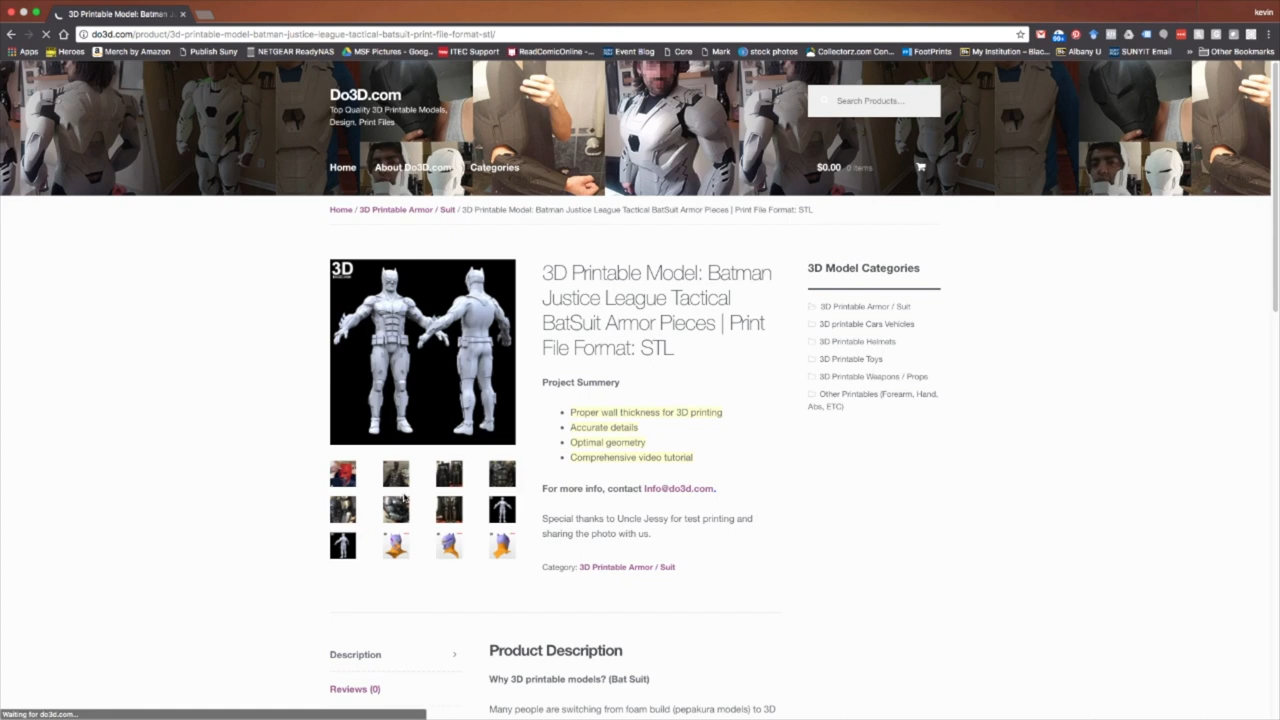 3D Printable Model: Batman J
kevin
do3d.com/product/3d-printable-model-batman-justice-league-tactical-batsuit-print-file-format-stl/
Apps Heroes Merch by Amazon Publish Suny NETGEAR ReadyNAS MSF Pictures - Goog... ITEC Support ReadComicOnline -... Event Blog Core Mark stock photos Collectorz.com Con... FootPrints My Institution – Blac... Albany U SUNYIT Email » Other Bookmarks
Do3D.com
Top Quality 3D Printable Models,
Design, Print Files
Search Products...
Home About Do3D.com Categories
$0.00 0 items
Home / 3D Printable Armor / Suit / 3D Printable Model: Batman Justice League Tactical BatSuit Armor Pieces | Print File Format: STL
3D
3D Printable Model: Batman
Justice League Tactical
BatSuit Armor Pieces | Print
File Format: STL
Project Summery
• Proper wall thickness for 3D printing
• Accurate details
• Optimal geometry
• Comprehensive video tutorial
For more info, contact Info@do3d.com.
Special thanks to Uncle Jessy for test printing and
sharing the photo with us.
Category: 3D Printable Armor / Suit
3D Model Categories
3D Printable Armor / Suit
3D printable Cars Vehicles
3D Printable Helmets
3D Printable Toys
3D Printable Weapons / Props
Other Printables (Forearm, Hand,
Abs, ETC)
Description
Reviews (0)
Product Description
Why 3D printable models? (Bat Suit)
Many people are switching from foam build (pepakura models) to 3D
Waiting for do3d.com...